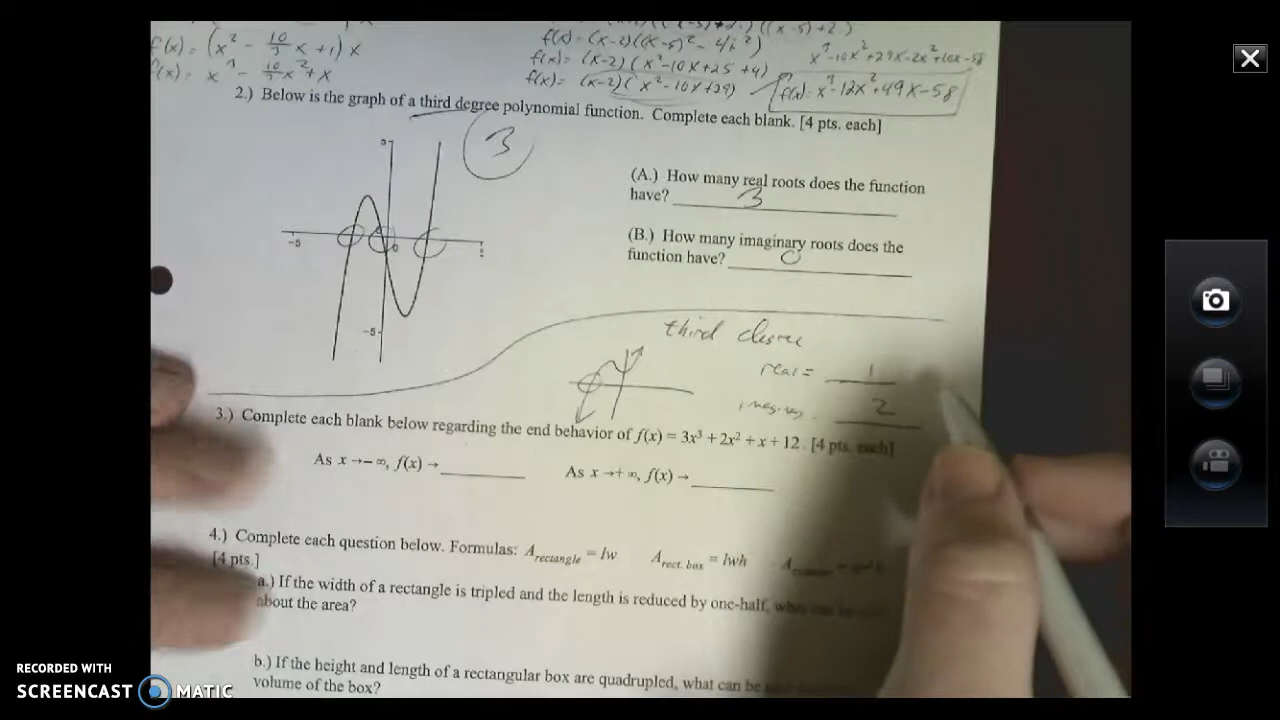 f(x) = (x² - 10/3 x + 1) x
f(x) = x³ - 10/3 x² + x
f(x) = (x-2)((x-5)² - 4i²)
f(x) = (x-2)(x² - 10x + 25 + 4)
f(x) = (x-2)(x² - 10x + 29)
x³ - 10x² + 29x - 2x² + 20x - 58
f(x) = x³ - 12x² + 49x - 58
2.) Below is the graph of a third degree polynomial function. Complete each blank. [4 pts. each]
3
5
-5
0
-5
(A.) How many real roots does the function
have? 3
(B.) How many imaginary roots does the
function have? 0
third degree
real = 1
2
3.) Complete each blank below regarding the end behavior of f(x) = 3x³ + 2x² + x + 12. [4 pts. each]
As x → -∞, f(x) → ________ As x → +∞, f(x) → ________
4.) Complete each question below. Formulas: A rectangle = lw A rect. box = lwh
[4 pts.]
a.) If the width of a rectangle is tripled and the length is reduced by one-half,
about the area?
b.) If the height and length of a rectangular box are quadrupled, what can be
volume of the box?
RECORDED WITH
SCREENCAST MATIC